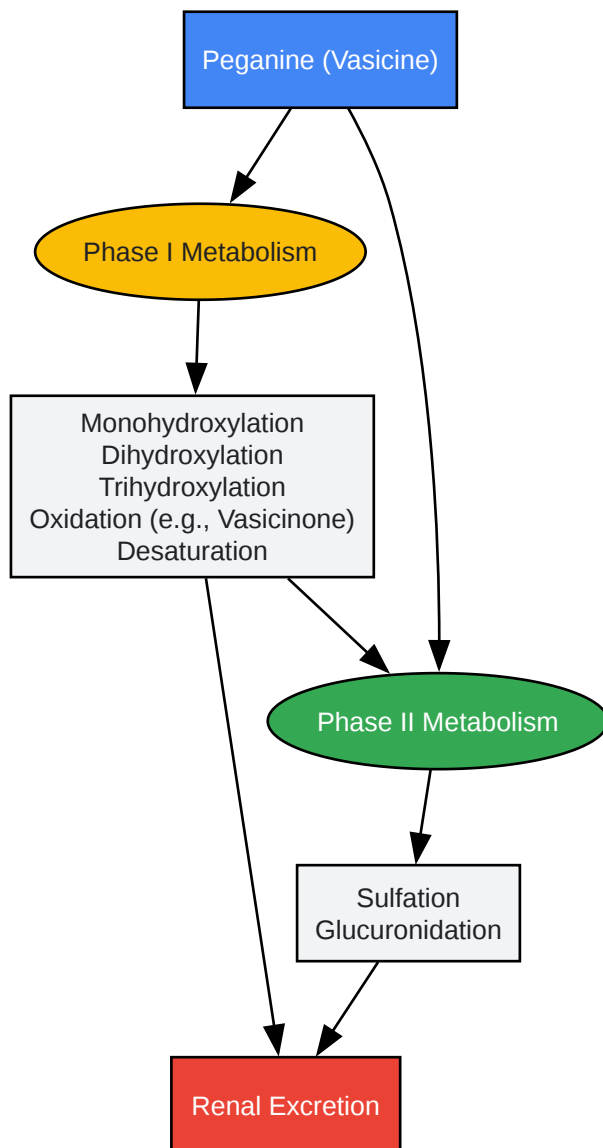 Peganine (Vasicine)
Phase I Metabolism
Monohydroxylation
Dihydroxylation
Trihydroxylation
Oxidation (e.g., Vasicinone)
Desaturation
Phase II Metabolism
Sulfation
Glucuronidation
Renal Excretion